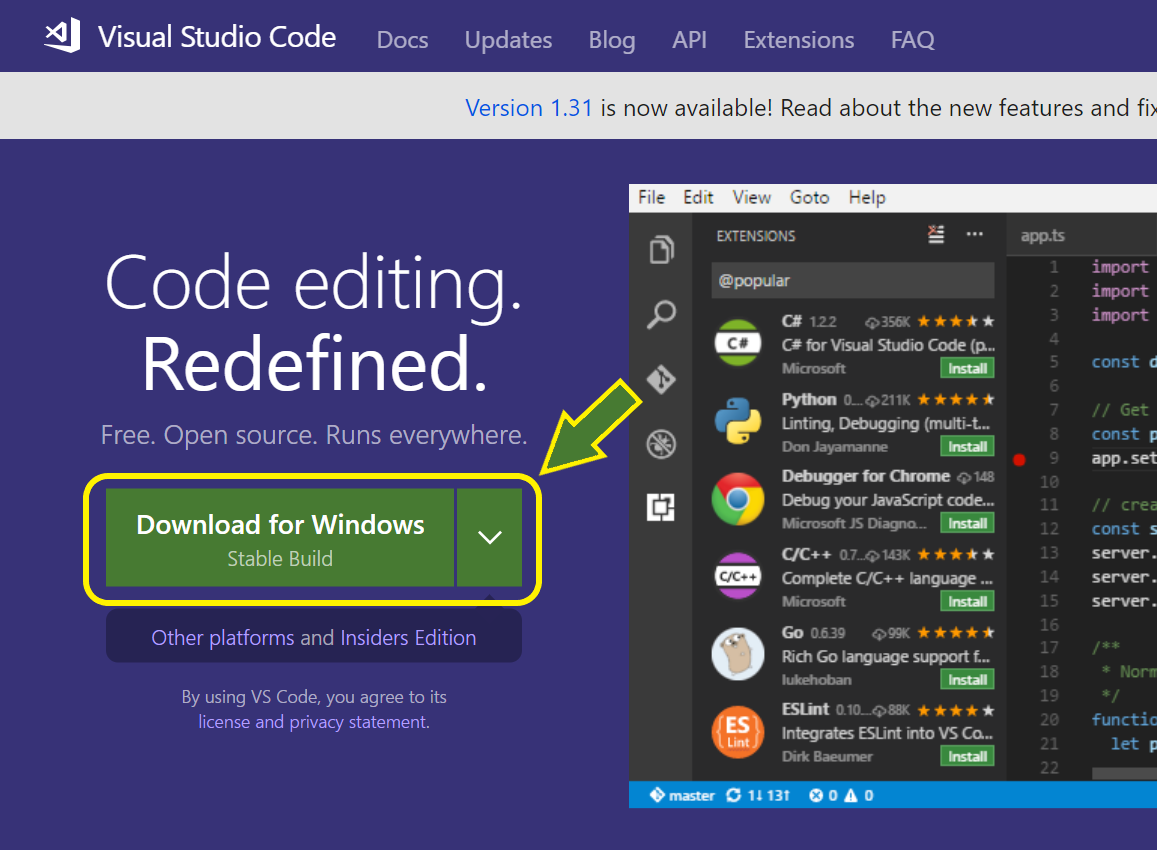 Visual Studio Code Docs Updates Blog API Extensions FAQ
Version 1.31 is now available! Read about the new features and fix
Code editing.
Redefined.
Free. Open source. Runs everywhere.
Download for Windows
Stable Build
Other platforms and Insiders Edition
By using VS Code, you agree to its
license and privacy statement.
File Edit View Goto Help
EXTENSIONS
@popular
C#
C# 1.2.2 356K
C# for Visual Studio Code (p...
Microsoft Install
Python 0.... 211K
Linting, Debugging (multi-t...
Don Jayamanne Install
Debugger for Chrome 148
Debug your JavaScript code...
Microsoft JS Diagno... Install
C/C++
C/C++ 0.7... 143K
Complete C/C++ language ...
Microsoft Install
Go 0.6.39 99K
Rich Go language support f...
lukehoban Install
ES
Lint
ESLint 0.10... 88K
Integrates ESLint into VS Co...
Dirk Baeumer Install
app.ts
1 import
2 import
3 import
4
5 const d
6
7 // Get
8 const p
9 app.set
10
11 // crea
12 const s
13 server.
14 server.
15 server.
16
17 /**
18 * Norm
19 */
20 functio
21 let p
22
master 1↓ 13↑ 0 0